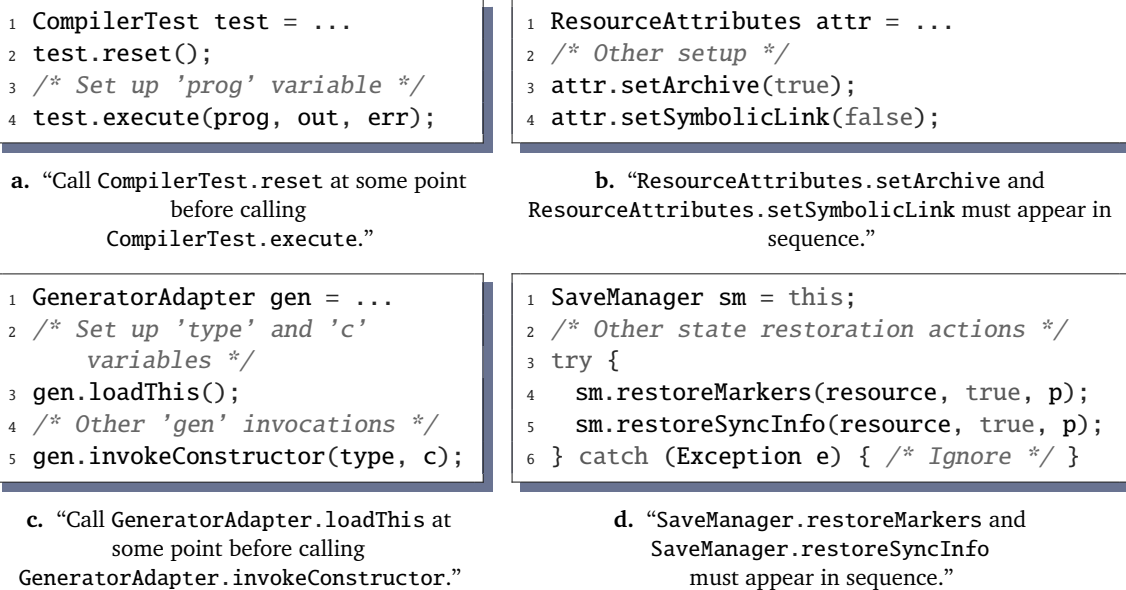 1 CompilerTest test = ...
2 test.reset();
3 /* Set up ’prog’ variable */
4 test.execute(prog, out, err);
a. “Call CompilerTest.reset at some point
before calling
CompilerTest.execute.”
1 ResourceAttributes attr = ...
2 /* Other setup */
3 attr.setArchive(true);
4 attr.setSymbolicLink(false);
b. “ResourceAttributes.setArchive and
ResourceAttributes.setSymbolicLink must appear in
sequence.”
1 GeneratorAdapter gen = ...
2 /* Set up ’type’ and ’c’
variables */
3 gen.loadThis();
4 /* Other ’gen’ invocations */
5 gen.invokeConstructor(type, c);
c. “Call GeneratorAdapter.loadThis at
some point before calling
GeneratorAdapter.invokeConstructor.”
1 SaveManager sm = this;
2 /* Other state restoration actions */
3 try {
4 sm.restoreMarkers(resource, true, p);
5 sm.restoreSyncInfo(resource, true, p);
6 } catch (Exception e) { /* Ignore */ }
d. “SaveManager.restoreMarkers and
SaveManager.restoreSyncInfo
must appear in sequence.”